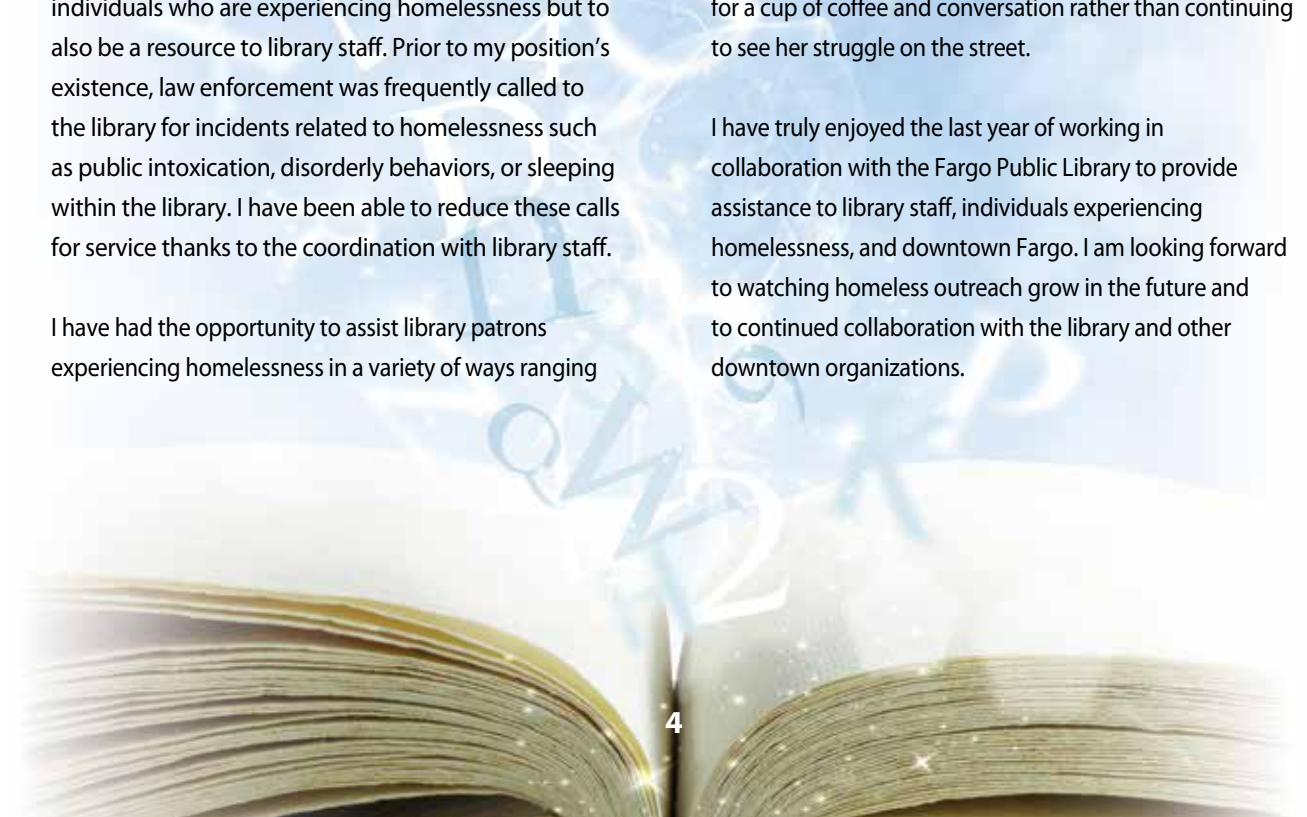 individuals who are experiencing homelessness but to
also be a resource to library staff. Prior to my position's
existence, law enforcement was frequently called to
the library for incidents related to homelessness such
as public intoxication, disorderly behaviors, or sleeping
within the library. I have been able to reduce these calls
for service thanks to the coordination with library staff.
I have had the opportunity to assist library patrons
experiencing homelessness in a variety of ways ranging
for a cup of coffee and conversation rather than continuing
to see her struggle on the street.
I have truly enjoyed the last year of working in
collaboration with the Fargo Public Library to provide
assistance to library staff, individuals experiencing
homelessness, and downtown Fargo. I am looking forward
to watching homeless outreach grow in the future and
to continued collaboration with the library and other
downtown organizations.
4